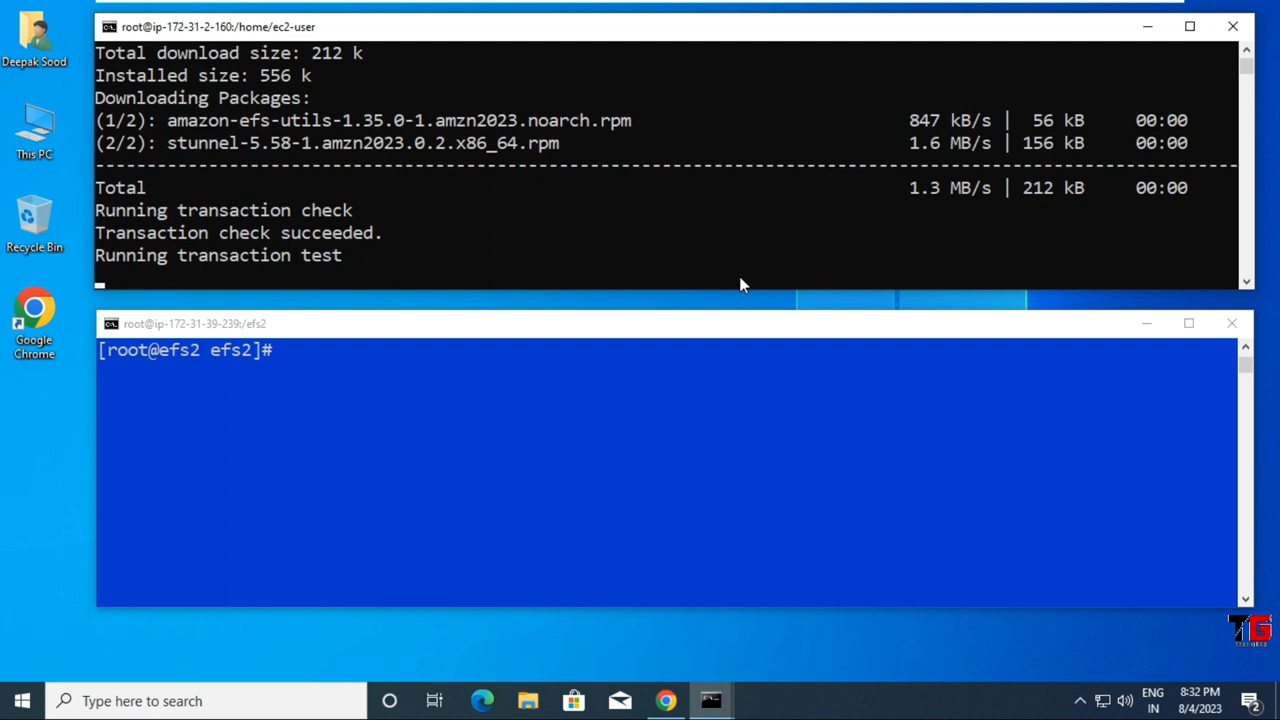 Deepak Sood
This PC
Recycle Bin
Google
Chrome
root@ip-172-31-2-160:/home/ec2-user
Total download size: 212 k
Installed size: 556 k
Downloading Packages:
(1/2): amazon-efs-utils-1.35.0-1.amzn2023.noarch.rpm 847 kB/s | 56 kB 00:00
(2/2): stunnel-5.58-1.amzn2023.0.2.x86_64.rpm 1.6 MB/s | 156 kB 00:00
--------------------------------------------------------------------------------
Total 1.3 MB/s | 212 kB 00:00
Running transaction check
Transaction check succeeded.
Running transaction test
root@ip-172-31-39-239:/efs2
[root@efs2 efs2]#
TG
Type here to search
ENG
IN
8:32 PM
8/4/2023
2